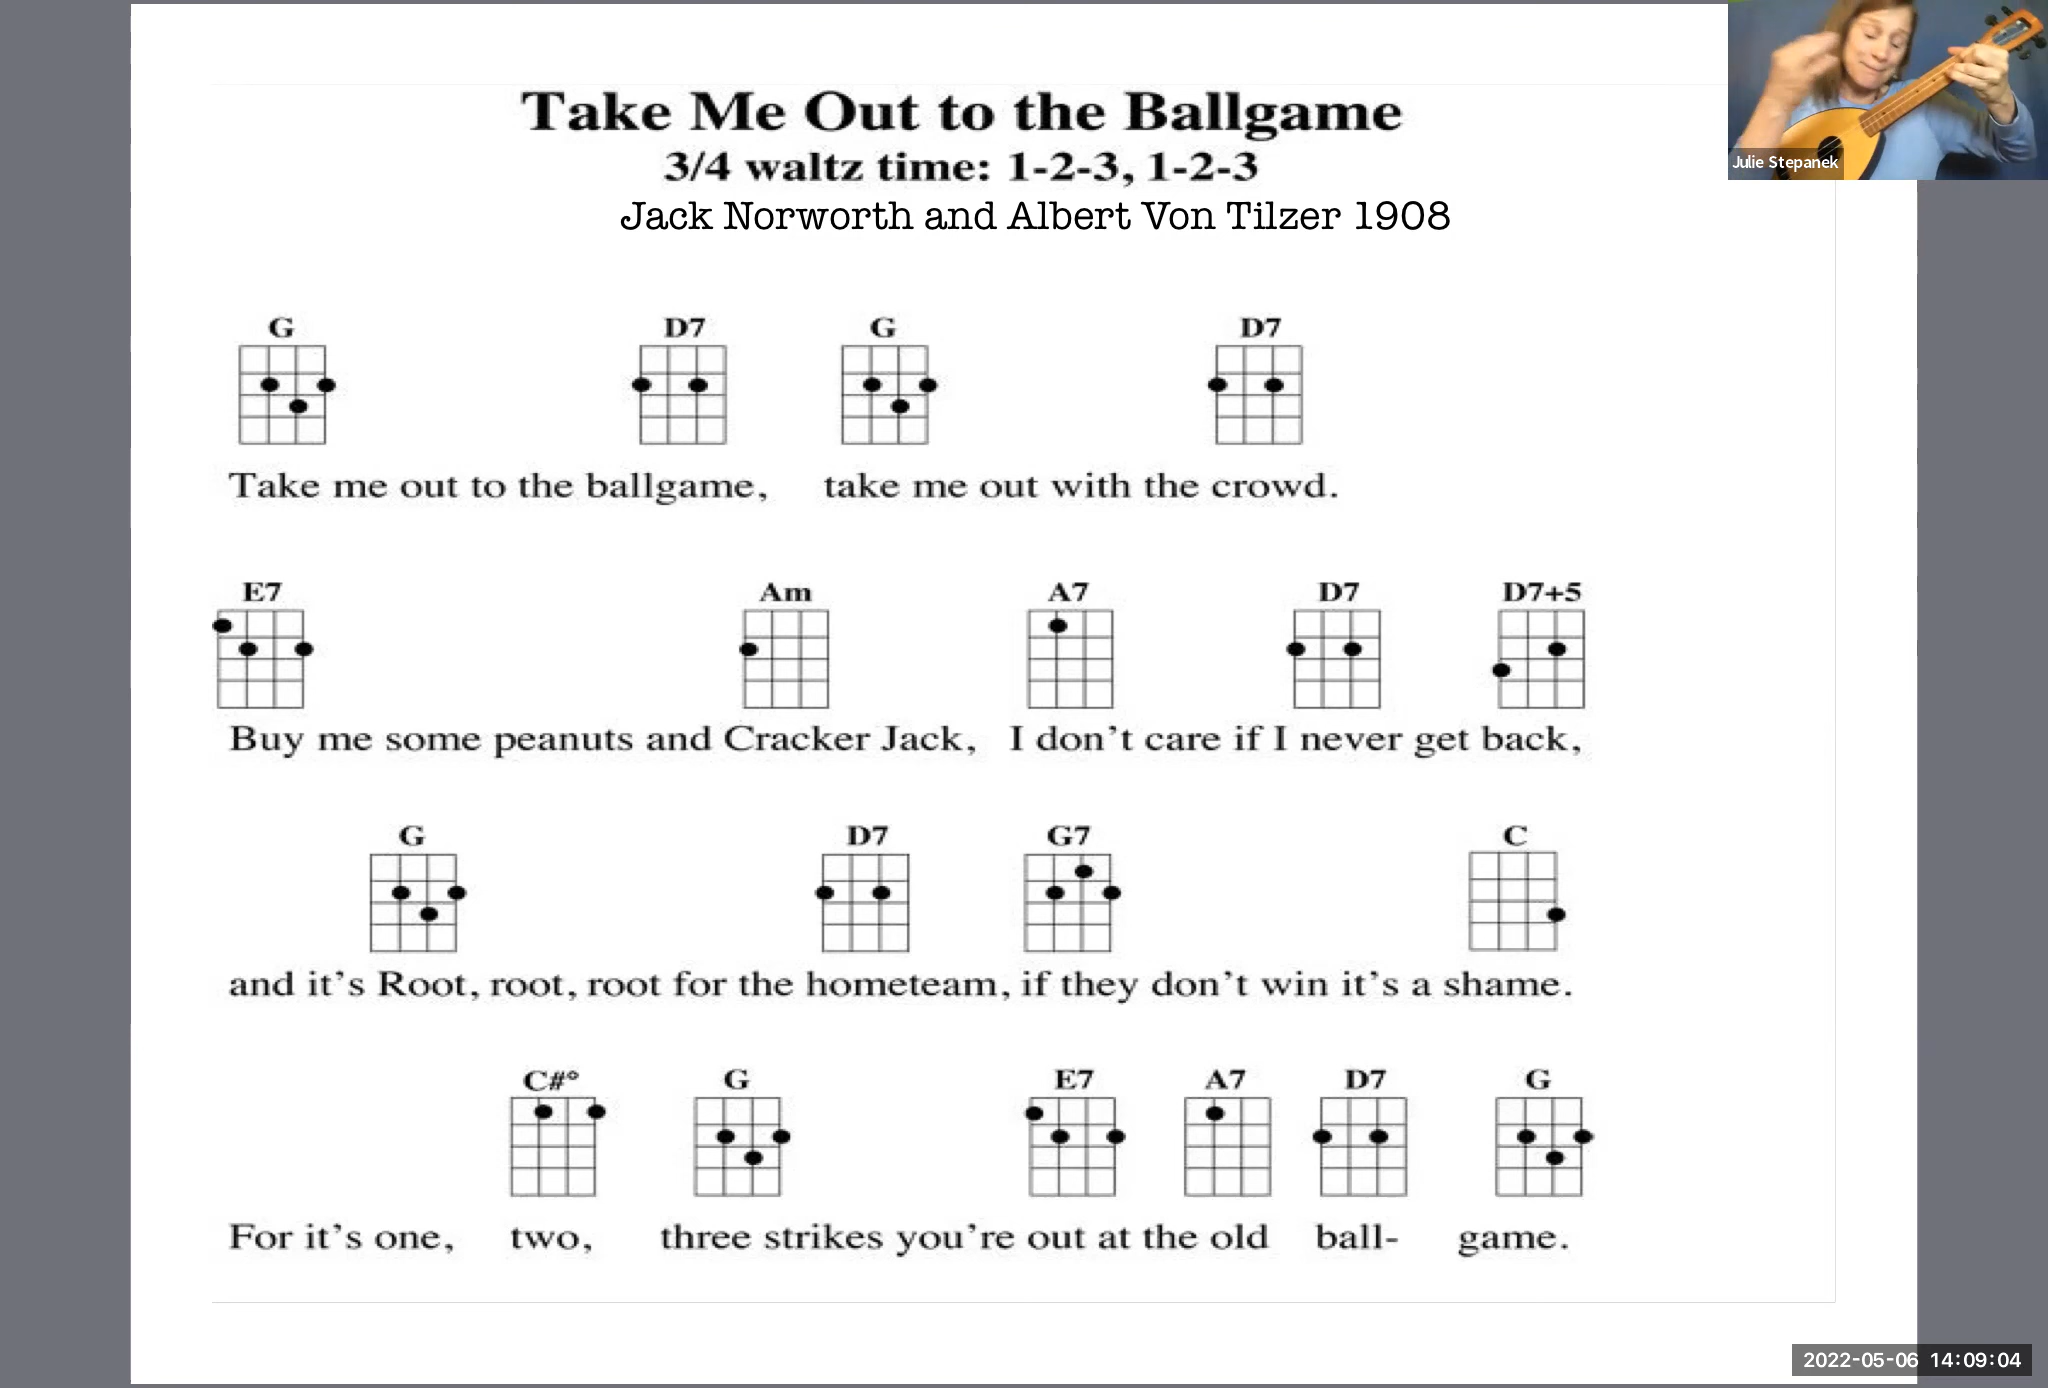 Take Me Out to the Ballgame
3/4 waltz time: 1-2-3, 1-2-3
Jack Norworth and Albert Von Tilzer 1908
Julie Stepanek
G D7 G D7
Take me out to the ballgame, take me out with the crowd.
E7 Am A7 D7 D7+5
Buy me some peanuts and Cracker Jack, I don't care if I never get back,
G D7 G7 C
and it's Root, root, root for the hometeam, if they don't win it's a shame.
C#° G E7 A7 D7 G
For it's one, two, three strikes you're out at the old ball- game.
2022-05-06 14:09:04